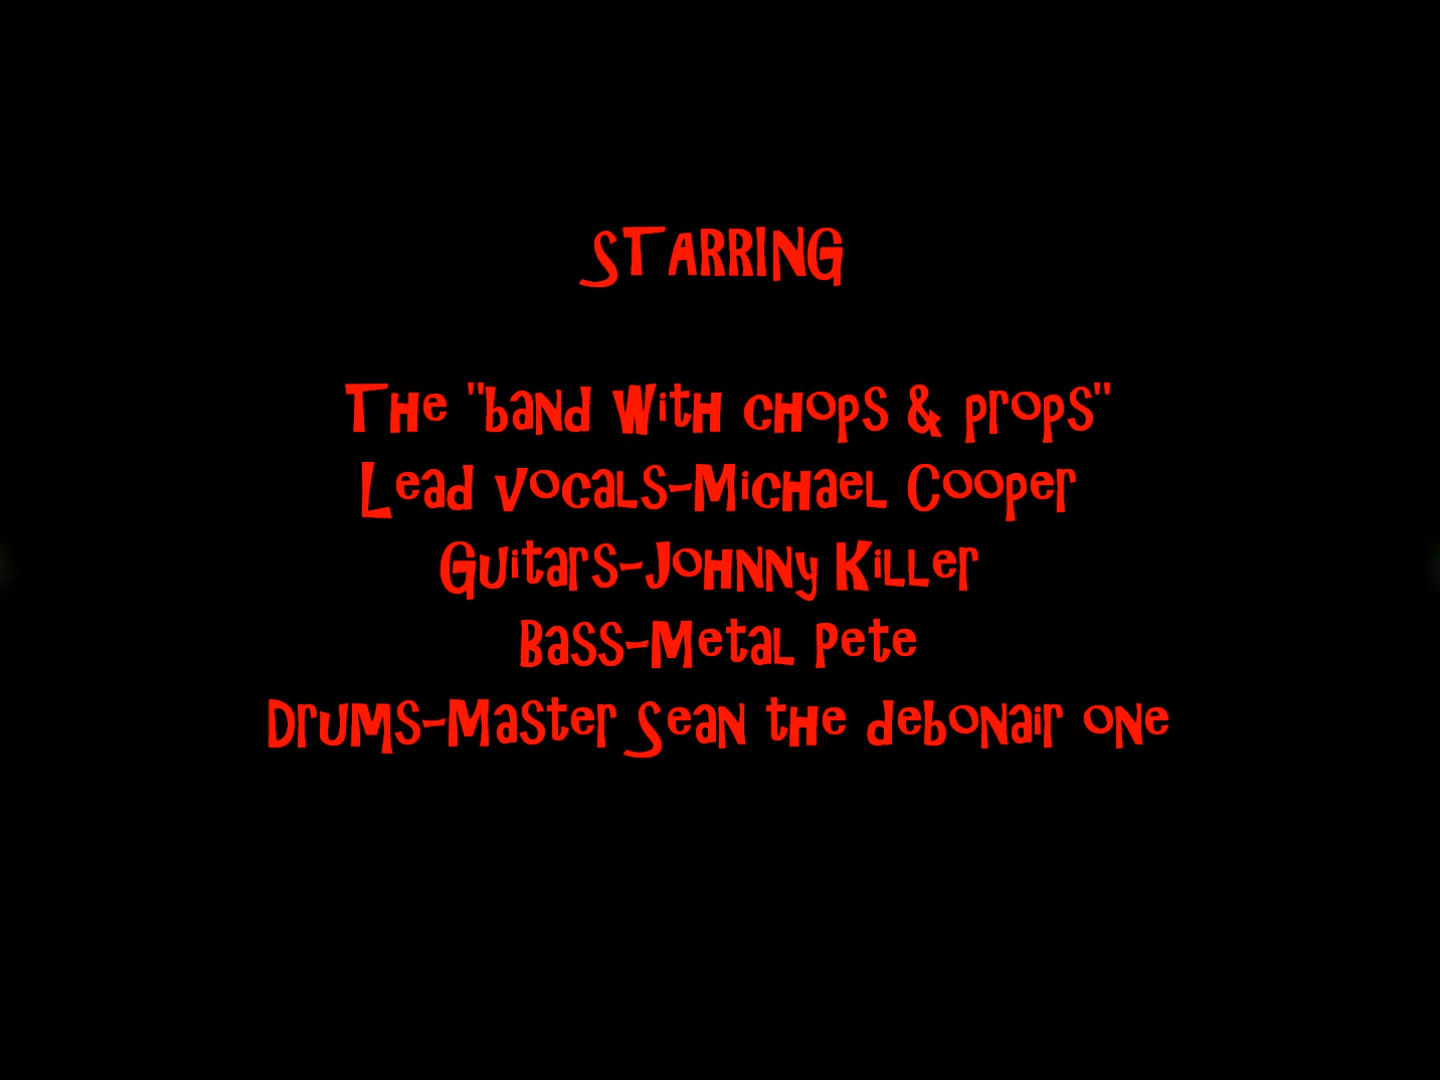 STARRING
The "band With chops & props"
Lead vocals-Michael Cooper
Guitars-Johnny Killer
Bass-Metal Pete
Drums-Master Sean the debonair one